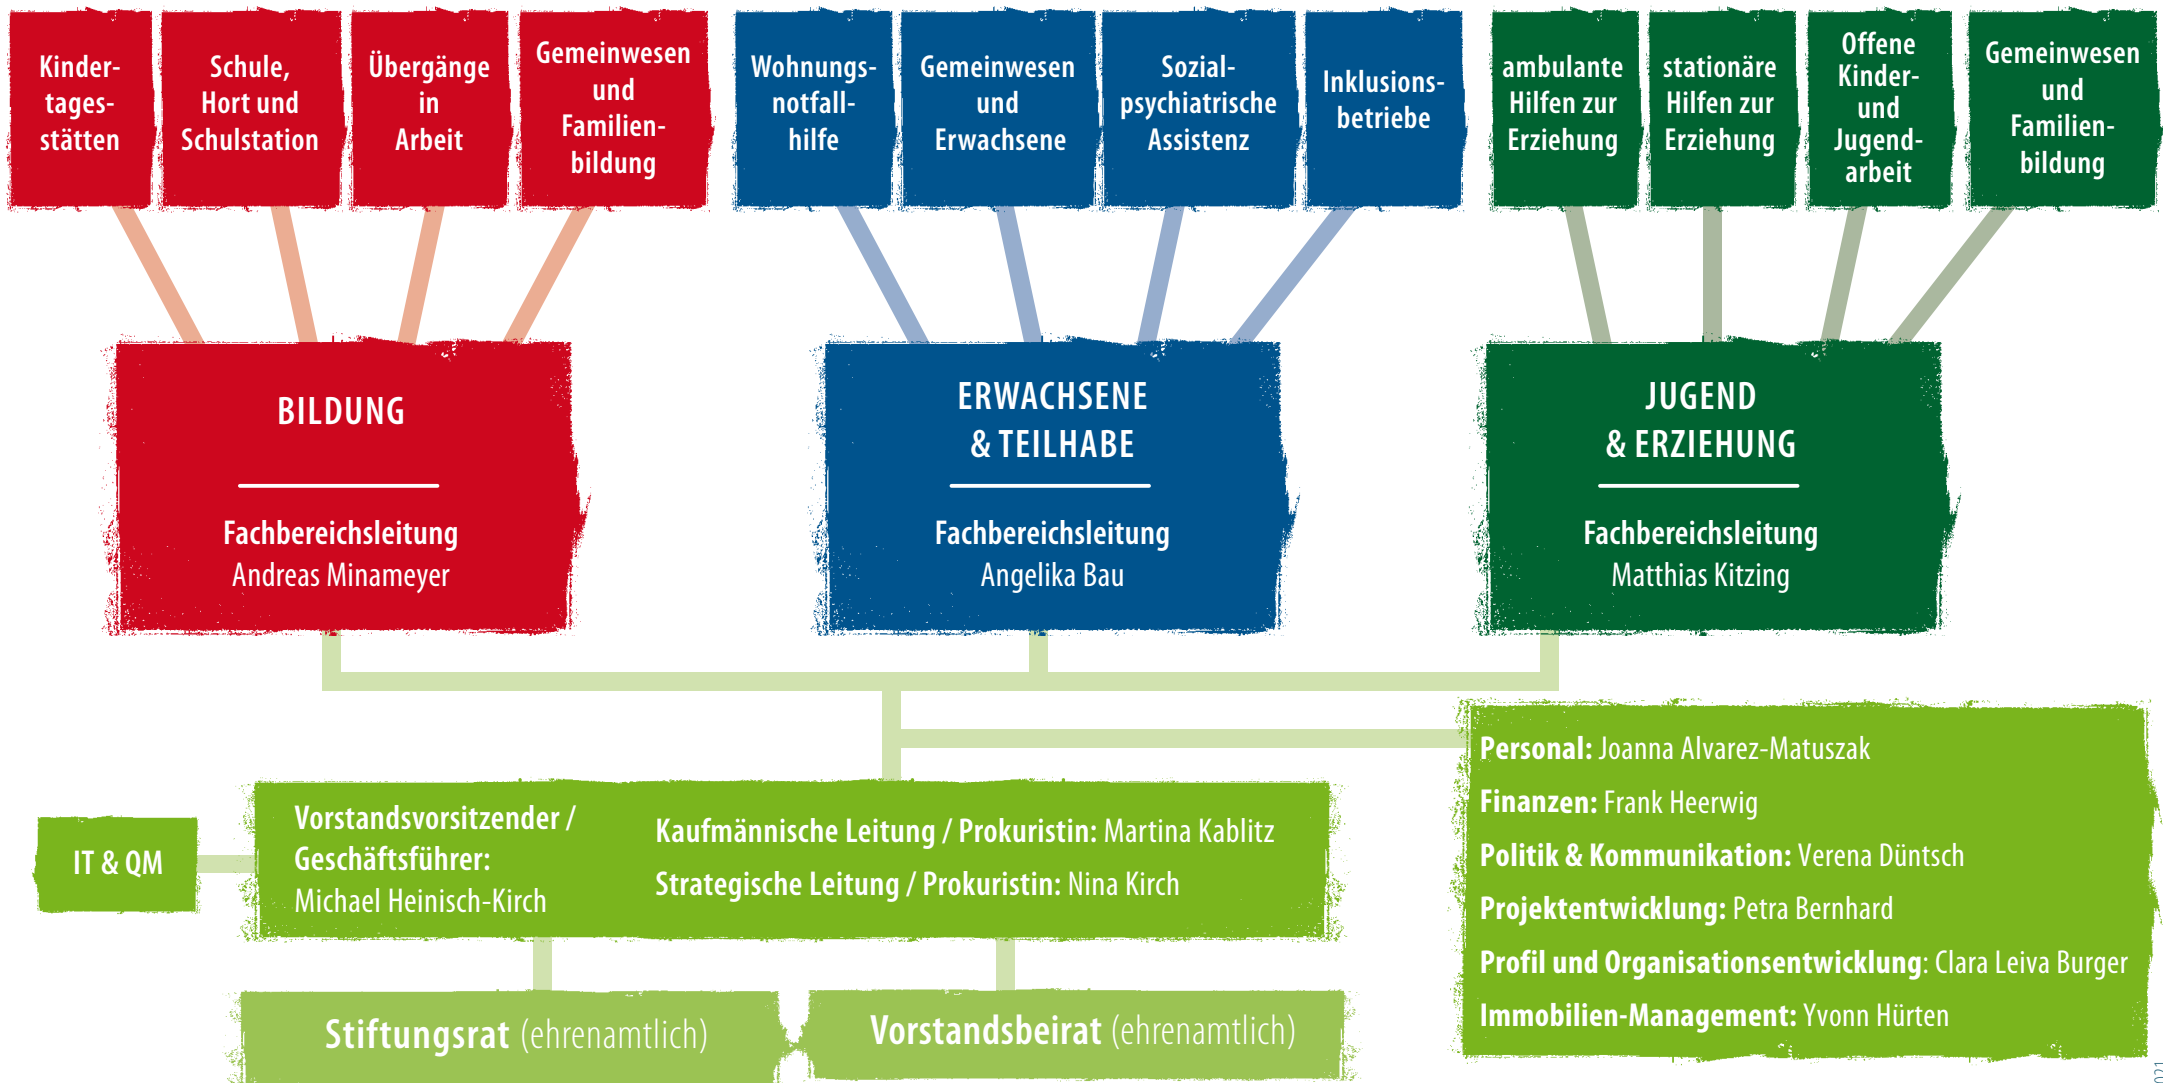 Kinder-
tages-
stätten
Schule,
Hort und
Schulstation
Übergänge
in
Arbeit
Gemeinwesen
und
Familien-
bildung
Wohnungs-
notfall-
hilfe
Gemeinwesen
und
Erwachsene
Sozial-
psychiatrische
Assistenz
Inklusions-
betriebe
ambulante
Hilfen zur
Erziehung
stationäre
Hilfen zur
Erziehung
Offene
Kinder-
und
Jugend-
arbeit
Gemeinwesen
und
Familien-
bildung
BILDUNG
Fachbereichsleitung
Andreas Minameyer
ERWACHSENE
& TEILHABE
Fachbereichsleitung
Angelika Bau
JUGEND
& ERZIEHUNG
Fachbereichsleitung
Matthias Kitzing
IT & QM
Vorstandsvorsitzender /
Geschäftsführer:
Michael Heinisch-Kirch
Kaufmännische Leitung / Prokuristin: Martina Kablitz
Strategische Leitung / Prokuristin: Nina Kirch
Personal: Joanna Alvarez-Matuszak
Finanzen: Frank Heerwig
Politik & Kommunikation: Verena Düntsch
Projektentwicklung: Petra Bernhard
Profil und Organisationsentwicklung: Clara Leiva Burger
Immobilien-Management: Yvonn Hürten
Stiftungsrat (ehrenamtlich)
Vorstandsbeirat (ehrenamtlich)